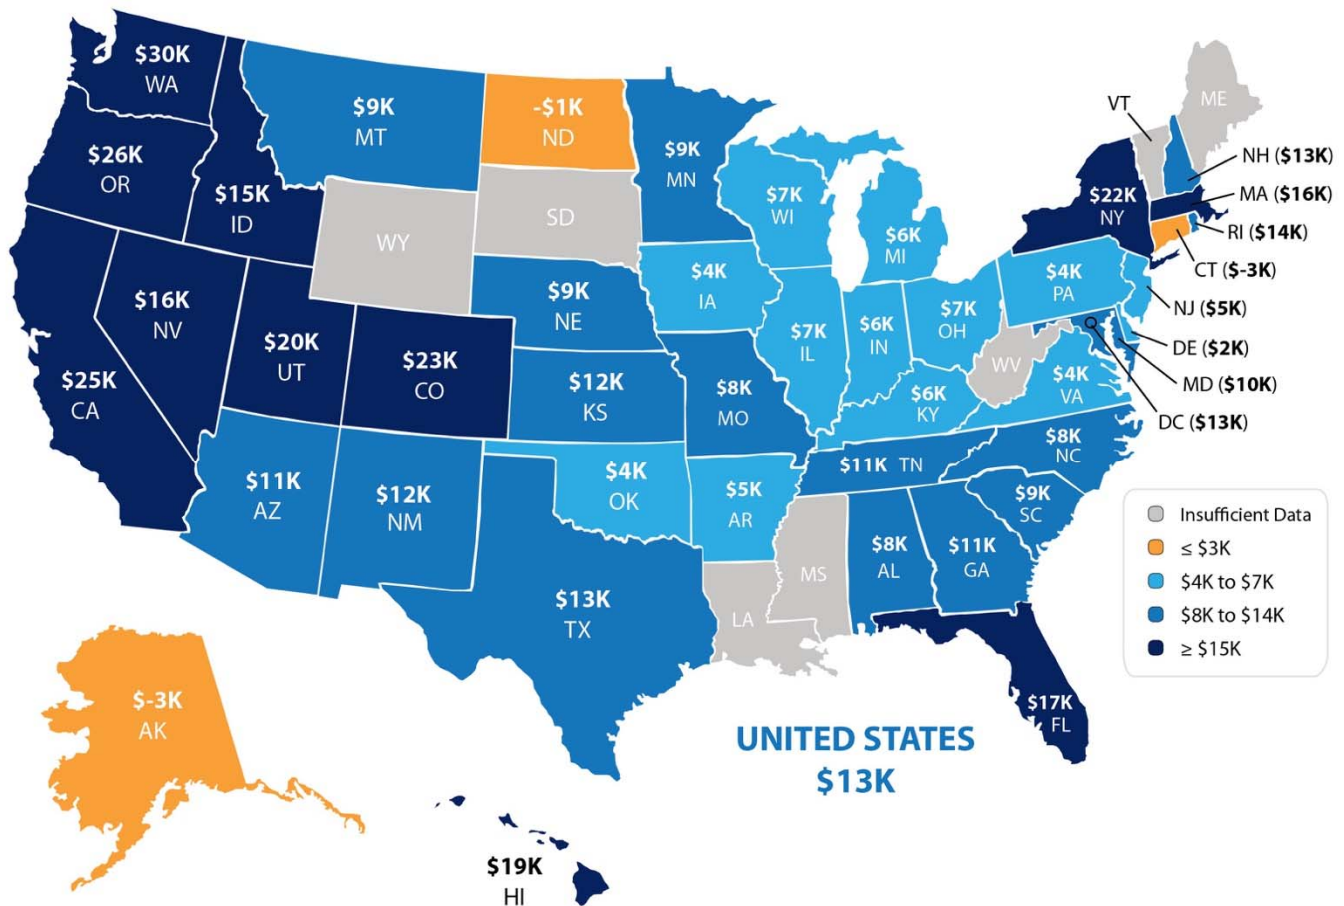 $30K
WA
$26K
OR
$15K
ID
$9K
MT
-$1K
ND
$9K
MN
WY
SD
$7K
WI
$6K
MI
VT
ME
NH ($13K)
$22K
NY
MA ($16K)
RI ($14K)
CT ($-3K)
$16K
NV
$20K
UT
$23K
CO
$25K
CA
$9K
NE
$4K
IA
$7K
IL
$6K
IN
$7K
OH
$4K
PA
NJ ($5K)
DE ($2K)
MD ($10K)
DC ($13K)
WV
$4K
VA
$12K
KS
$8K
MO
$6K
KY
$11K TN
$8K
NC
$9K
SC
$11K
AZ
$12K
NM
$4K
OK
$5K
AR
MS
$8K
AL
$11K
GA
$13K
TX
LA
$17K
FL
Insufficient Data
≤ $3K
$4K to $7K
$8K to $14K
≥ $15K
$-3K
AK
$19K
HI
UNITED STATES
$13K